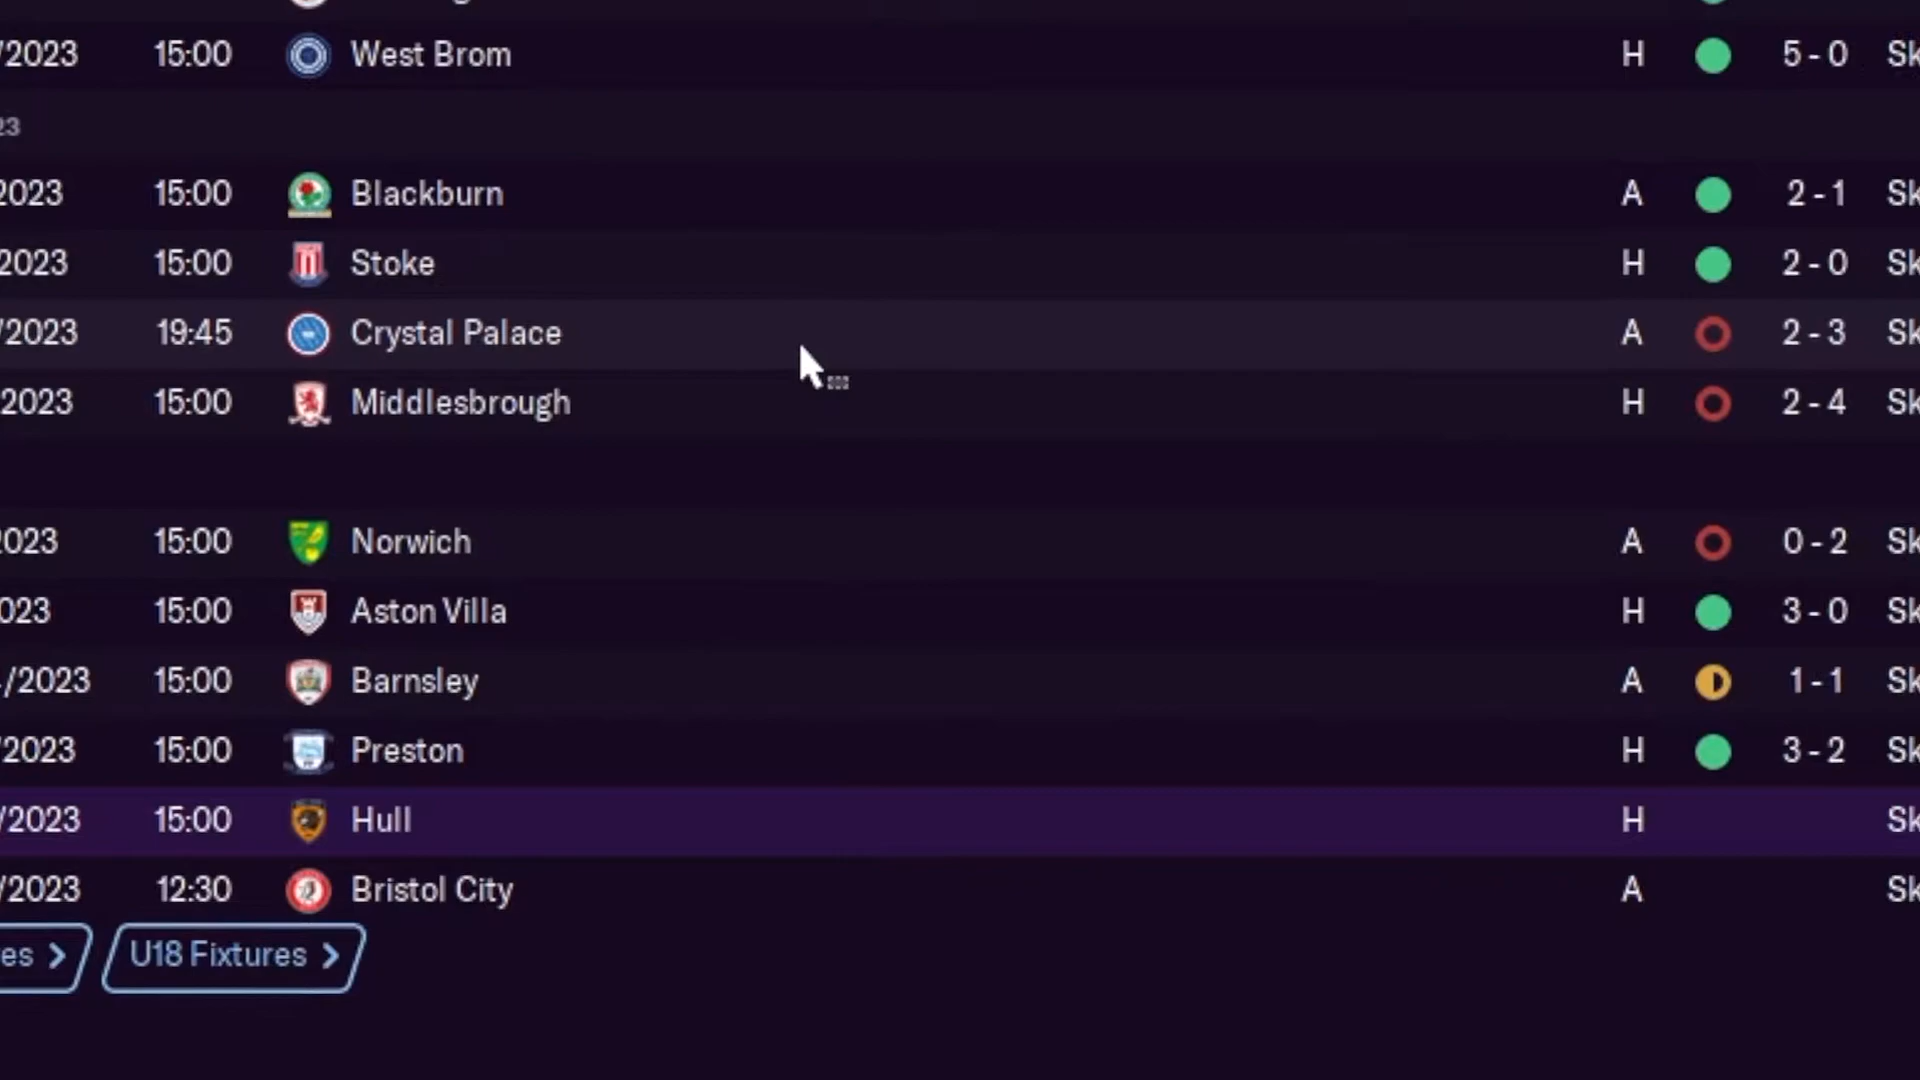 /2023 15:00 West Brom H 5 - 0 Sk
23
2023 15:00 Blackburn A 2 - 1 Sk
2023 15:00 Stoke H 2 - 0 Sk
/2023 19:45 Crystal Palace A 2 - 3 Sk
2023 15:00 Middlesbrough H 2 - 4 Sk
2023 15:00 Norwich A 0 - 2 Sk
023 15:00 Aston Villa H 3 - 0 Sk
/2023 15:00 Barnsley A 1 - 1 Sk
/2023 15:00 Preston H 3 - 2 Sk
/2023 15:00 Hull H Sk
/2023 12:30 Bristol City A Sk
es U18 Fixtures